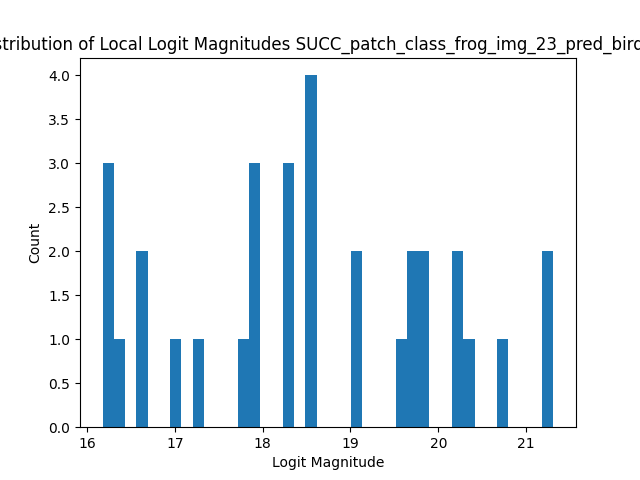 stribution of Local Logit Magnitudes SUCC_patch_class_frog_img_23_pred_bird
4.0
3.5
3.0
2.5
2.0
1.5
1.0
0.5
0.0
Count
16 17 18 19 20 21
Logit Magnitude